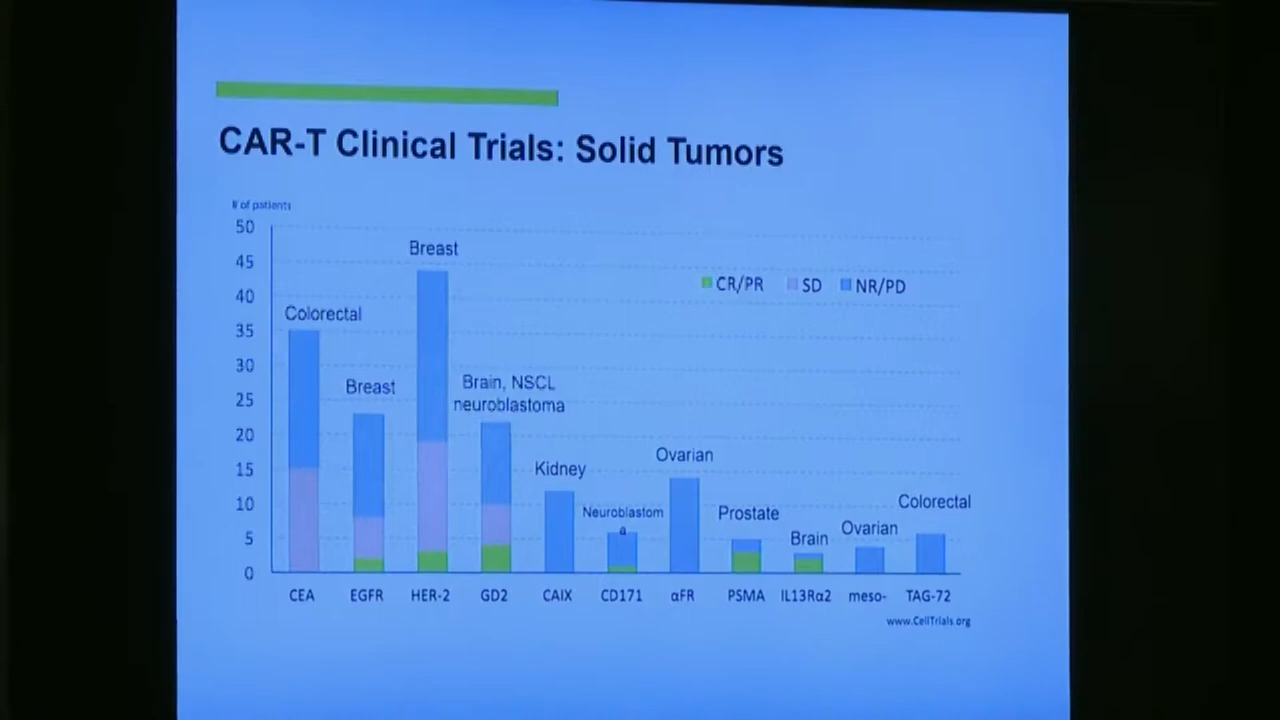 CAR-T Clinical Trials: Solid Tumors
# of patients
50
45
40
35
30
25
20
15
10
5
0
Breast
CR/PR SD NR/PD
Colorectal
Breast
Brain, NSCL
neuroblastoma
Kidney
Ovarian
Neuroblastom
a
Prostate
Brain
Ovarian
Colorectal
CEA EGFR HER-2 GD2 CAIX CD171 αFR PSMA IL13Rα2 meso- TAG-72
www.CellTrials.org